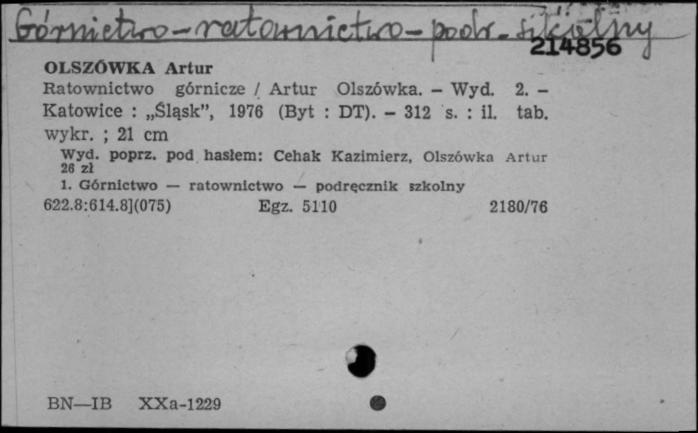 Górnictwo – ratownictwo – podr. szkolny
214856
OLSZÓWKA Artur
Ratownictwo górnicze / Artur Olszówka. – Wyd. 2. –
Katowice : „Śląsk”, 1976 (Byt : DT). – 312 s. : il. tab.
wykr. ; 21 cm
Wyd. poprz. pod hasłem: Cehak Kazimierz, Olszówka Artur
26 zł
1. Górnictwo — ratownictwo — podręcznik szkolny
622.8:614.8](075) Egz. 5110 2180/76
BN—IB XXa-1229